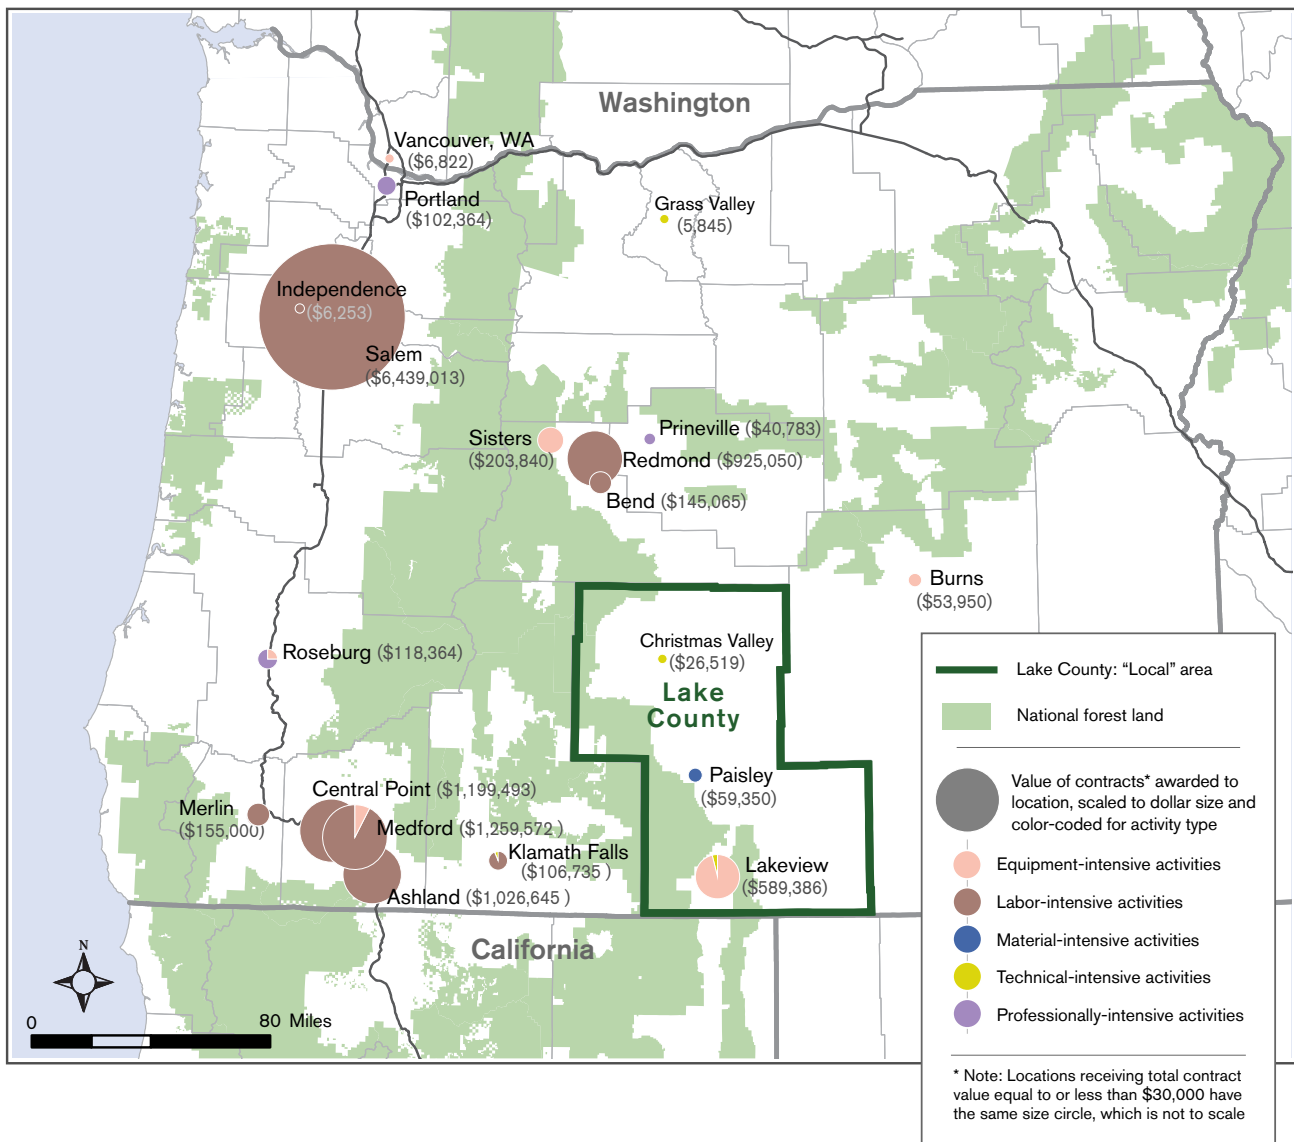 Washington
Vancouver, WA
($6,822)
Portland
($102,364)
Grass Valley
(5,845)
Independence
($6,253)
Salem
($6,439,013)
Sisters
($203,840)
Prineville ($40,783)
Redmond ($925,050)
Bend ($145,065)
Burns
($53,950)
Roseburg ($118,364)
Christmas Valley
($26,519)
Lake
County
Paisley
($59,350)
Central Point ($1,199,493)
Merlin
($155,000)
Medford ($1,259,572 )
Klamath Falls
($106,735 )
Lakeview
($589,386)
Ashland ($1,026,645 )
California
N
0 80 Miles
Lake County: “Local” area
National forest land
Value of contracts* awarded to
location, scaled to dollar size and
color-coded for activity type
Equipment-intensive activities
Labor-intensive activities
Material-intensive activities
Technical-intensive activities
Professionally-intensive activities
* Note: Locations receiving total contract
value equal to or less than $30,000 have
the same size circle, which is not to scale